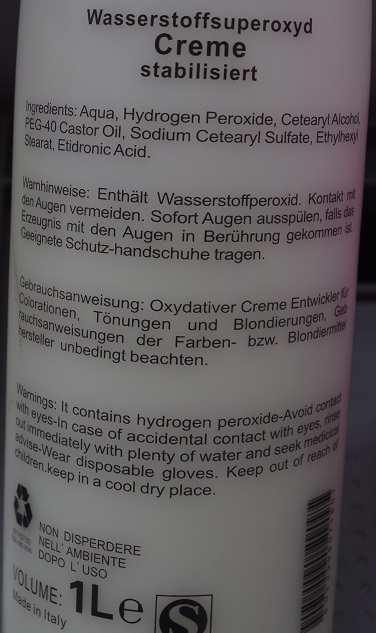 Wasserstoffsuperoxyd
Creme
stabilisiert
Ingredients: Aqua, Hydrogen Peroxide, Cetearyl Alcohol,
PEG-40 Castor Oil, Sodium Cetearyl Sulfate, Ethylhexyl
Stearat, Etidronic Acid.
Warnhinweise: Enthält Wasserstoffperoxid. Kontakt mit
den Augen vermeiden. Sofort Augen ausspülen, falls das
Erzeugnis mit den Augen in Berührung gekommen ist.
Geeignete Schutz-handschuhe tragen.
Gebrauchsanweisung: Oxydativer Creme Entwickler für
Colorationen, Tönungen und Blondierungen, Geb
rauchsanweisungen der Farben- bzw. Blondiermittel
hersteller unbedingt beachten.
Warnings: It contains hydrogen peroxide-Avoid contact
with eyes-In case of accidental contact with eyes, rinse
out immediately with plenty of water and seek medicical
advise-Wear disposable gloves. Keep out of reach of
children.keep in a cool dry place.
NON DISPERDERE
NELL'AMBIENTE
DOPO L'USO
VOLUME: 1L e
Made in Italy
S